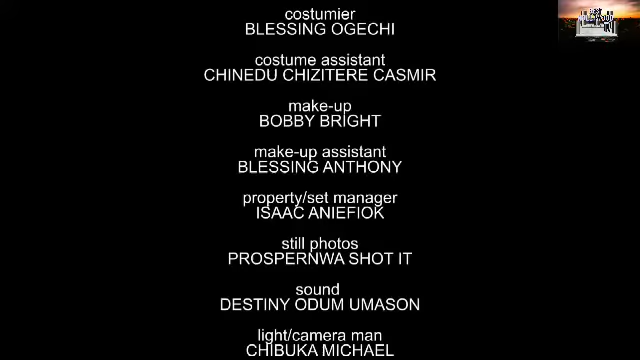 costumier
BLESSING OGECHI
costume assistant
CHINEDU CHIZITERE CASMIR
make-up
BOBBY BRIGHT
make-up assistant
BLESSING ANTHONY
property/set manager
ISAAC ANIEFIOK
still photos
PROSPERNWA SHOT IT
sound
DESTINY ODUM UMASON
light/camera man
CHIBUKA MICHAEL